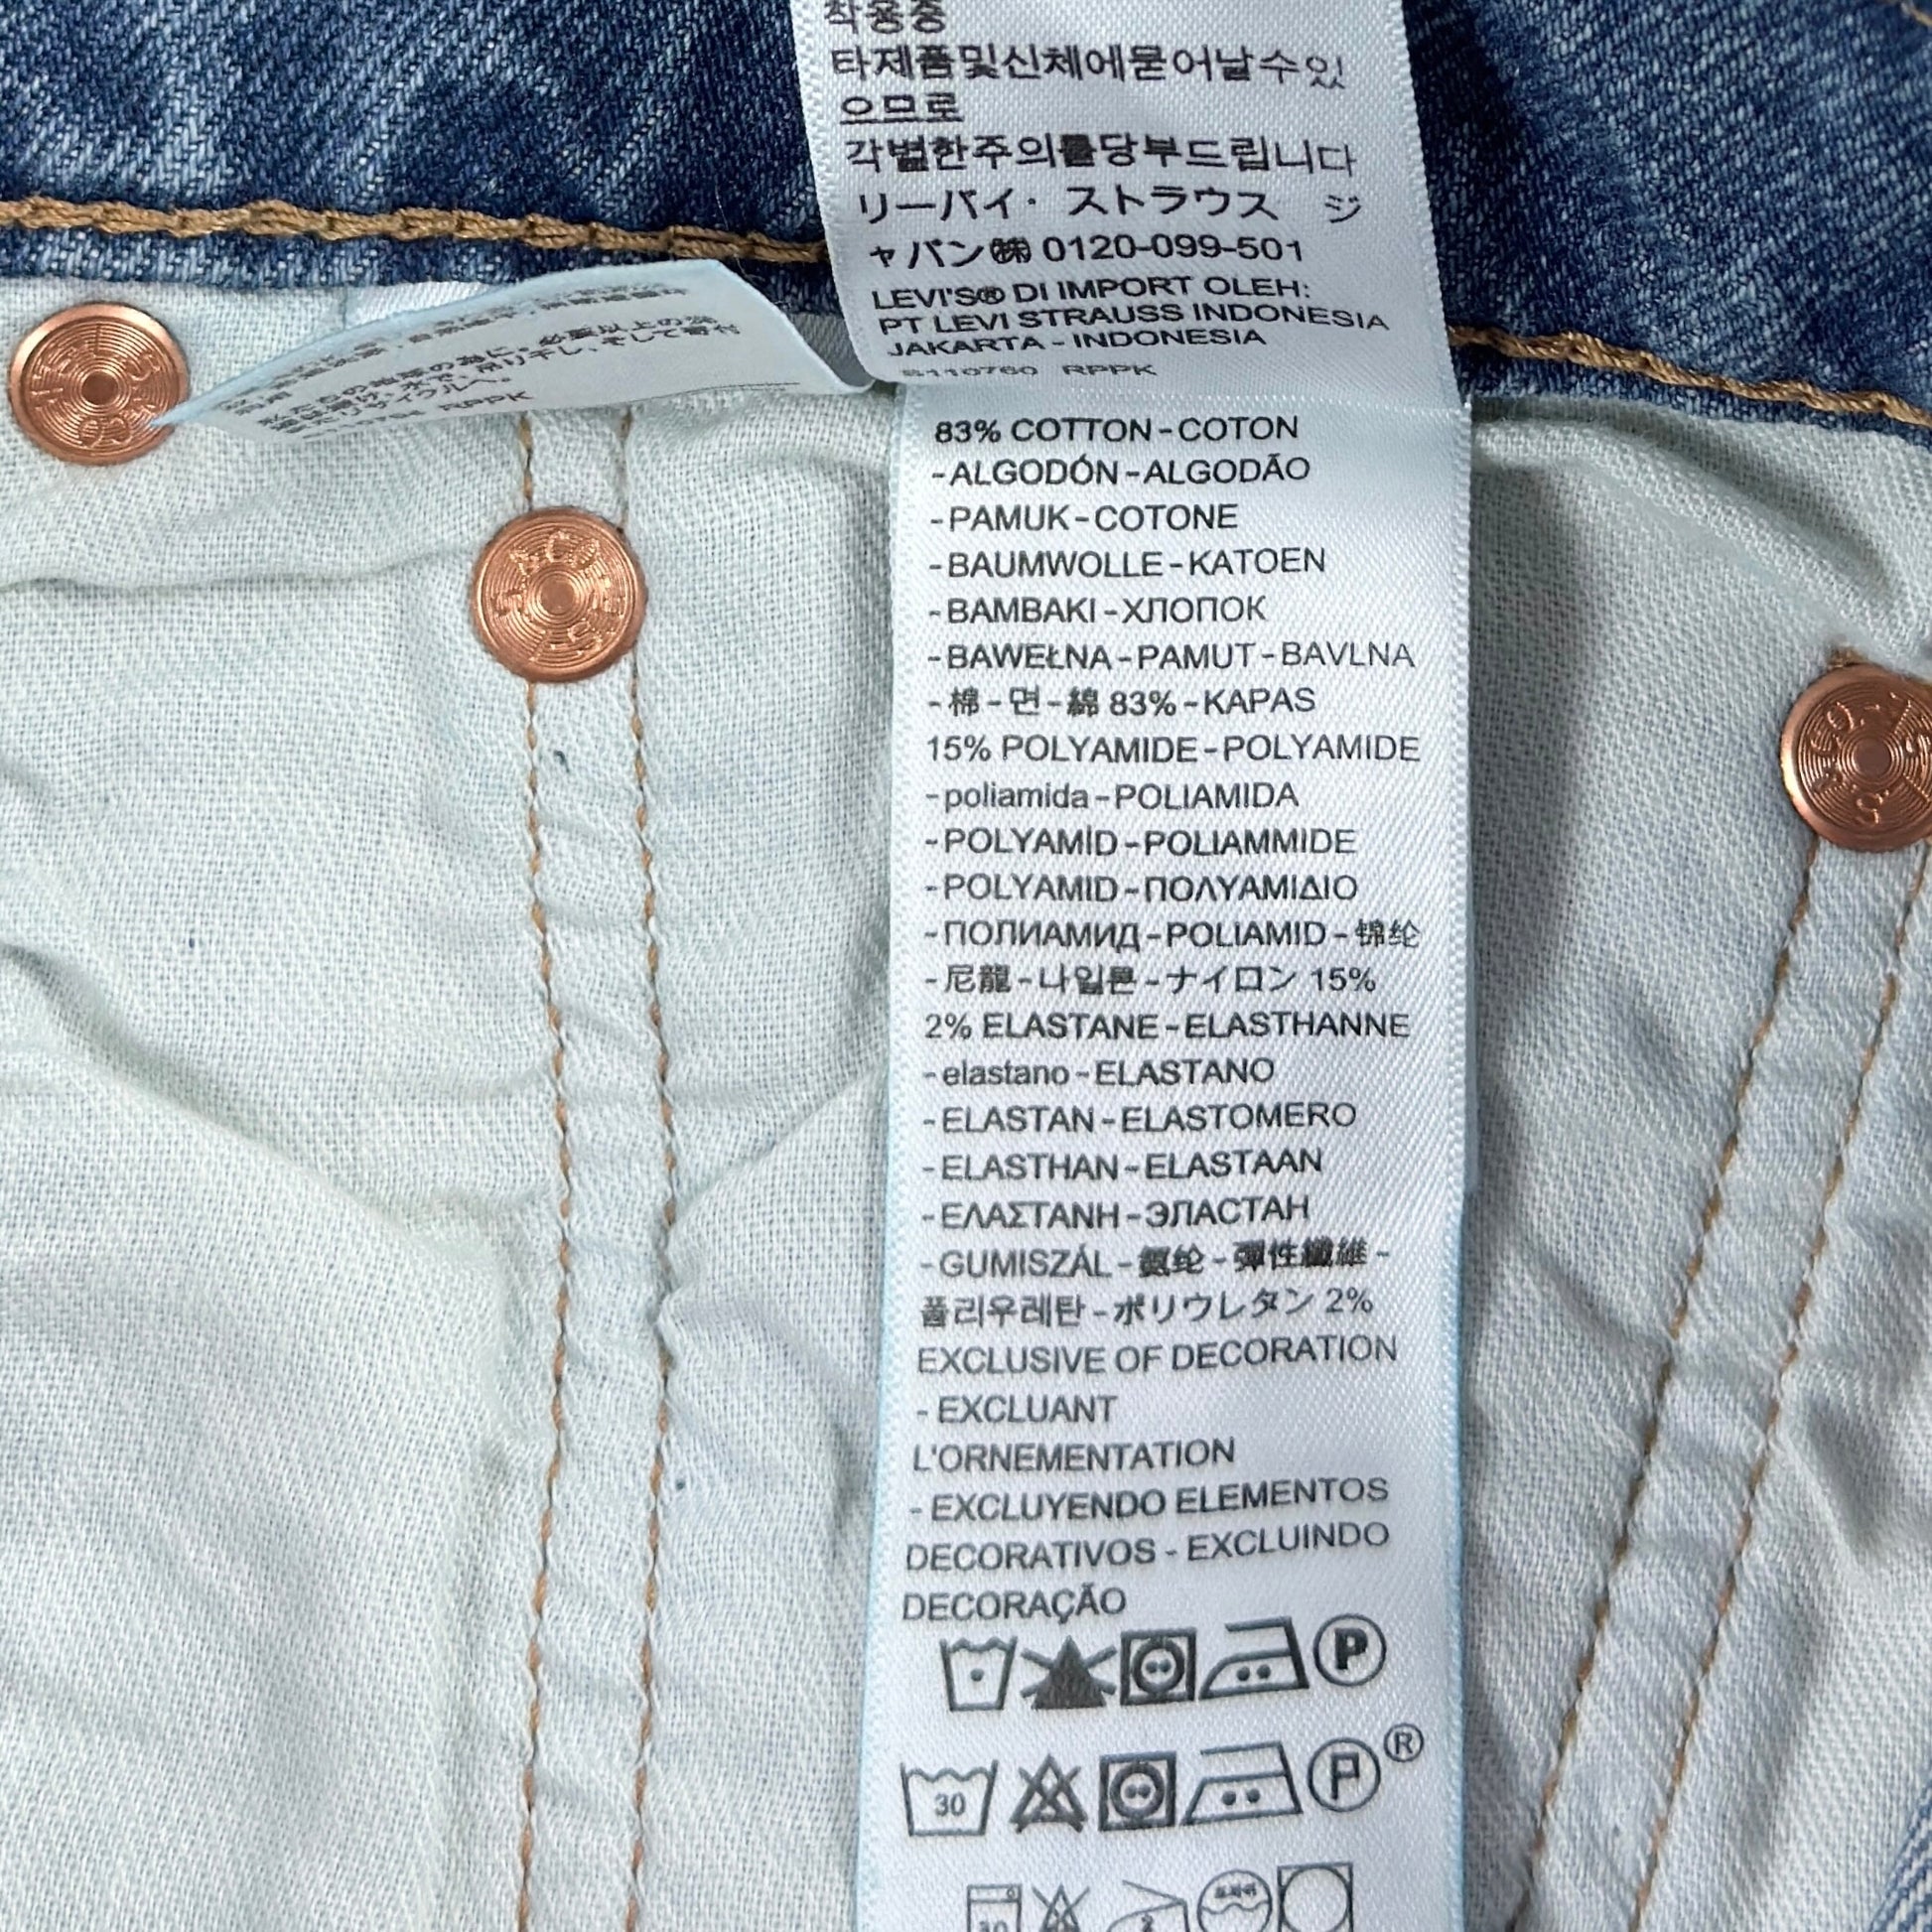 착용중
타제품및신체에묻어날수있
으므로
각별한주의를당부드립니다
リーバイ・ストラウス ジ
ャパン㈱ 0120-099-501
LEVI'S® DI IMPORT OLEH:
PT LEVI STRAUSS INDONESIA
JAKARTA - INDONESIA
RPPK
RPPK
83% COTTON-COTON
-ALGODÓN-ALGODÃO
-PAMUK-COTONE
-BAUMWOLLE-KATOEN
-BAMBAKI-ХЛОПОК
-BAWEŁNA-PAMUT-BAVLNA
-棉-면-綿 83%-KAPAS
15% POLYAMIDE-POLYAMIDE
-poliamida-POLIAMIDA
-POLYAMİD-POLIAMMIDE
-POLYAMID-ΠΟΛΥΑΜΙΔΙΟ
-ПОЛИАМИД-POLIAMID-锦纶
-尼龍-나일론-ナイロン 15%
2% ELASTANE-ELASTHANNE
-elastano-ELASTANO
-ELASTAN-ELASTOMERO
-ELASTHAN-ELASTAAN
-ΕΛΑΣΤΑΝΗ-ЭЛАСТАН
-GUMISZÁL-氨纶-彈性纖維-
폴리우레탄-ポリウレタン 2%
EXCLUSIVE OF DECORATION
- EXCLUANT
L'ORNEMENTATION
- EXCLUYENDO ELEMENTOS
DECORATIVOS - EXCLUINDO
DECORAÇÃO
P
30 P ®
30 2